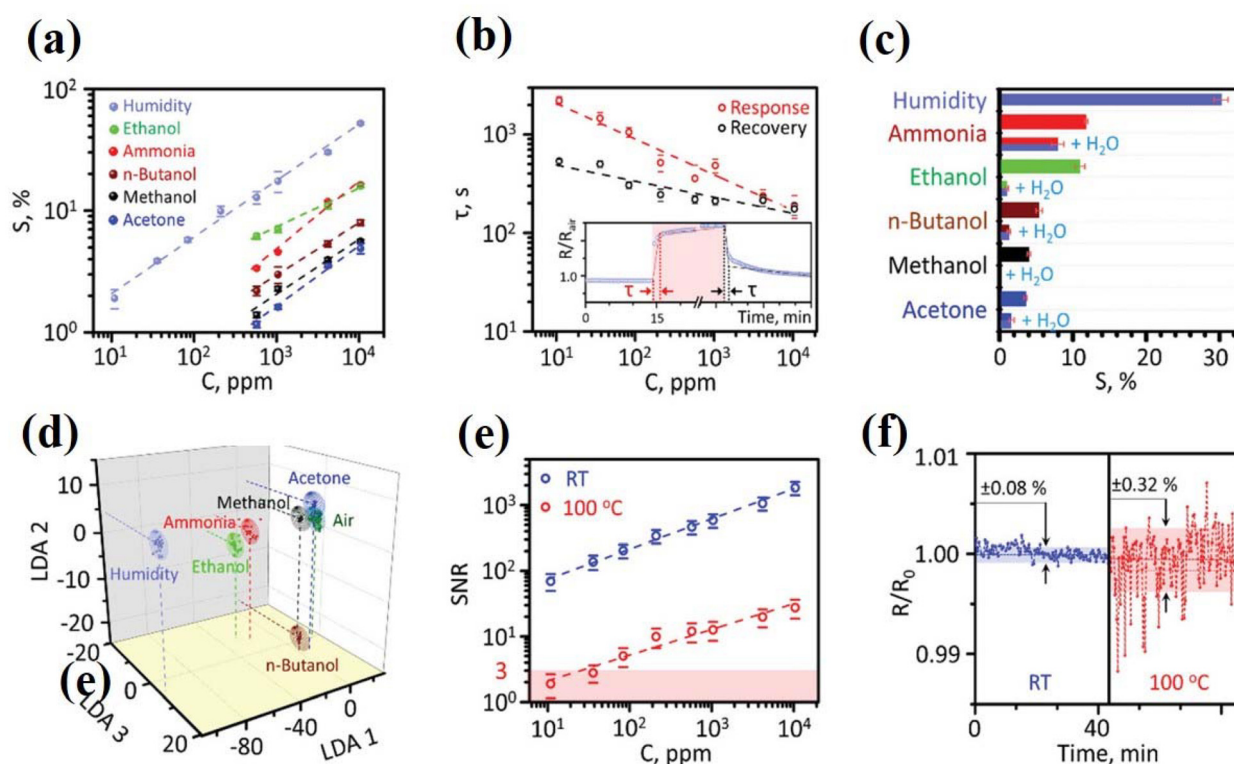 (a)
10²
10¹
10⁰
S, %
Humidity
Ethanol
Ammonia
n-Butanol
Methanol
Acetone
10¹ 10² 10³ 10⁴
C, ppm
(b)
10³
10²
10¹
τ, s
Response
Recovery
R/Rair
1.0
τ
τ
0 15 Time, min
10¹ 10² 10³ 10⁴
C, ppm
(c)
Humidity
Ammonia
+ H₂O
Ethanol
+ H₂O
n-Butanol
+ H₂O
Methanol
+ H₂O
Acetone
+ H₂O
0 10 20 30
S, %
(d)
10
0
-10
-20
LDA 2
Acetone
Methanol
Air
Ammonia
Ethanol
Humidity
n-Butanol
-20
0
20
(e)
LDA 3
-80
-40
0
LDA 1
(e)
RT
100 °C
10³
10²
10¹
3
10⁰
SNR
10¹ 10² 10³ 10⁴
C, ppm
(f)
1.01
1.00
0.99
R/R₀
±0.08 %
±0.32 %
RT
100 °C
0 40
Time, min